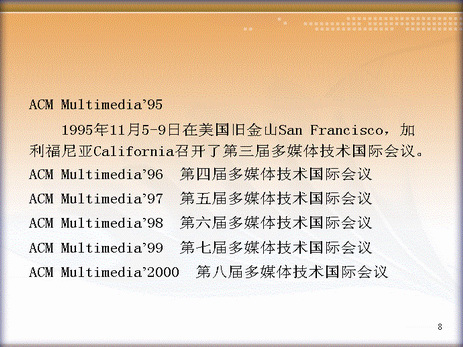 ACM Multimedia’95
1995年11月5-9日在美国旧金山San Francisco，加
利福尼亚California召开了第三届多媒体技术国际会议。
ACM Multimedia’96 第四届多媒体技术国际会议
ACM Multimedia’97 第五届多媒体技术国际会议
ACM Multimedia’98 第六届多媒体技术国际会议
ACM Multimedia’99 第七届多媒体技术国际会议
ACM Multimedia’2000 第八届多媒体技术国际会议
8